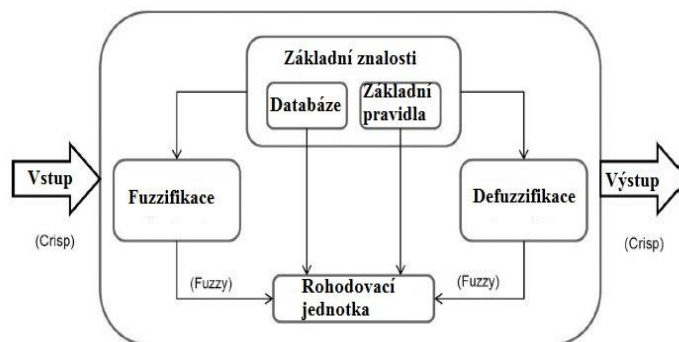 Základní znalosti
Databáze
Základní
pravidla
Vstup
(Crisp)
Fuzzifikace
Defuzzifikace
Výstup
(Crisp)
(Fuzzy)
Rohodovací
jednotka
(Fuzzy)